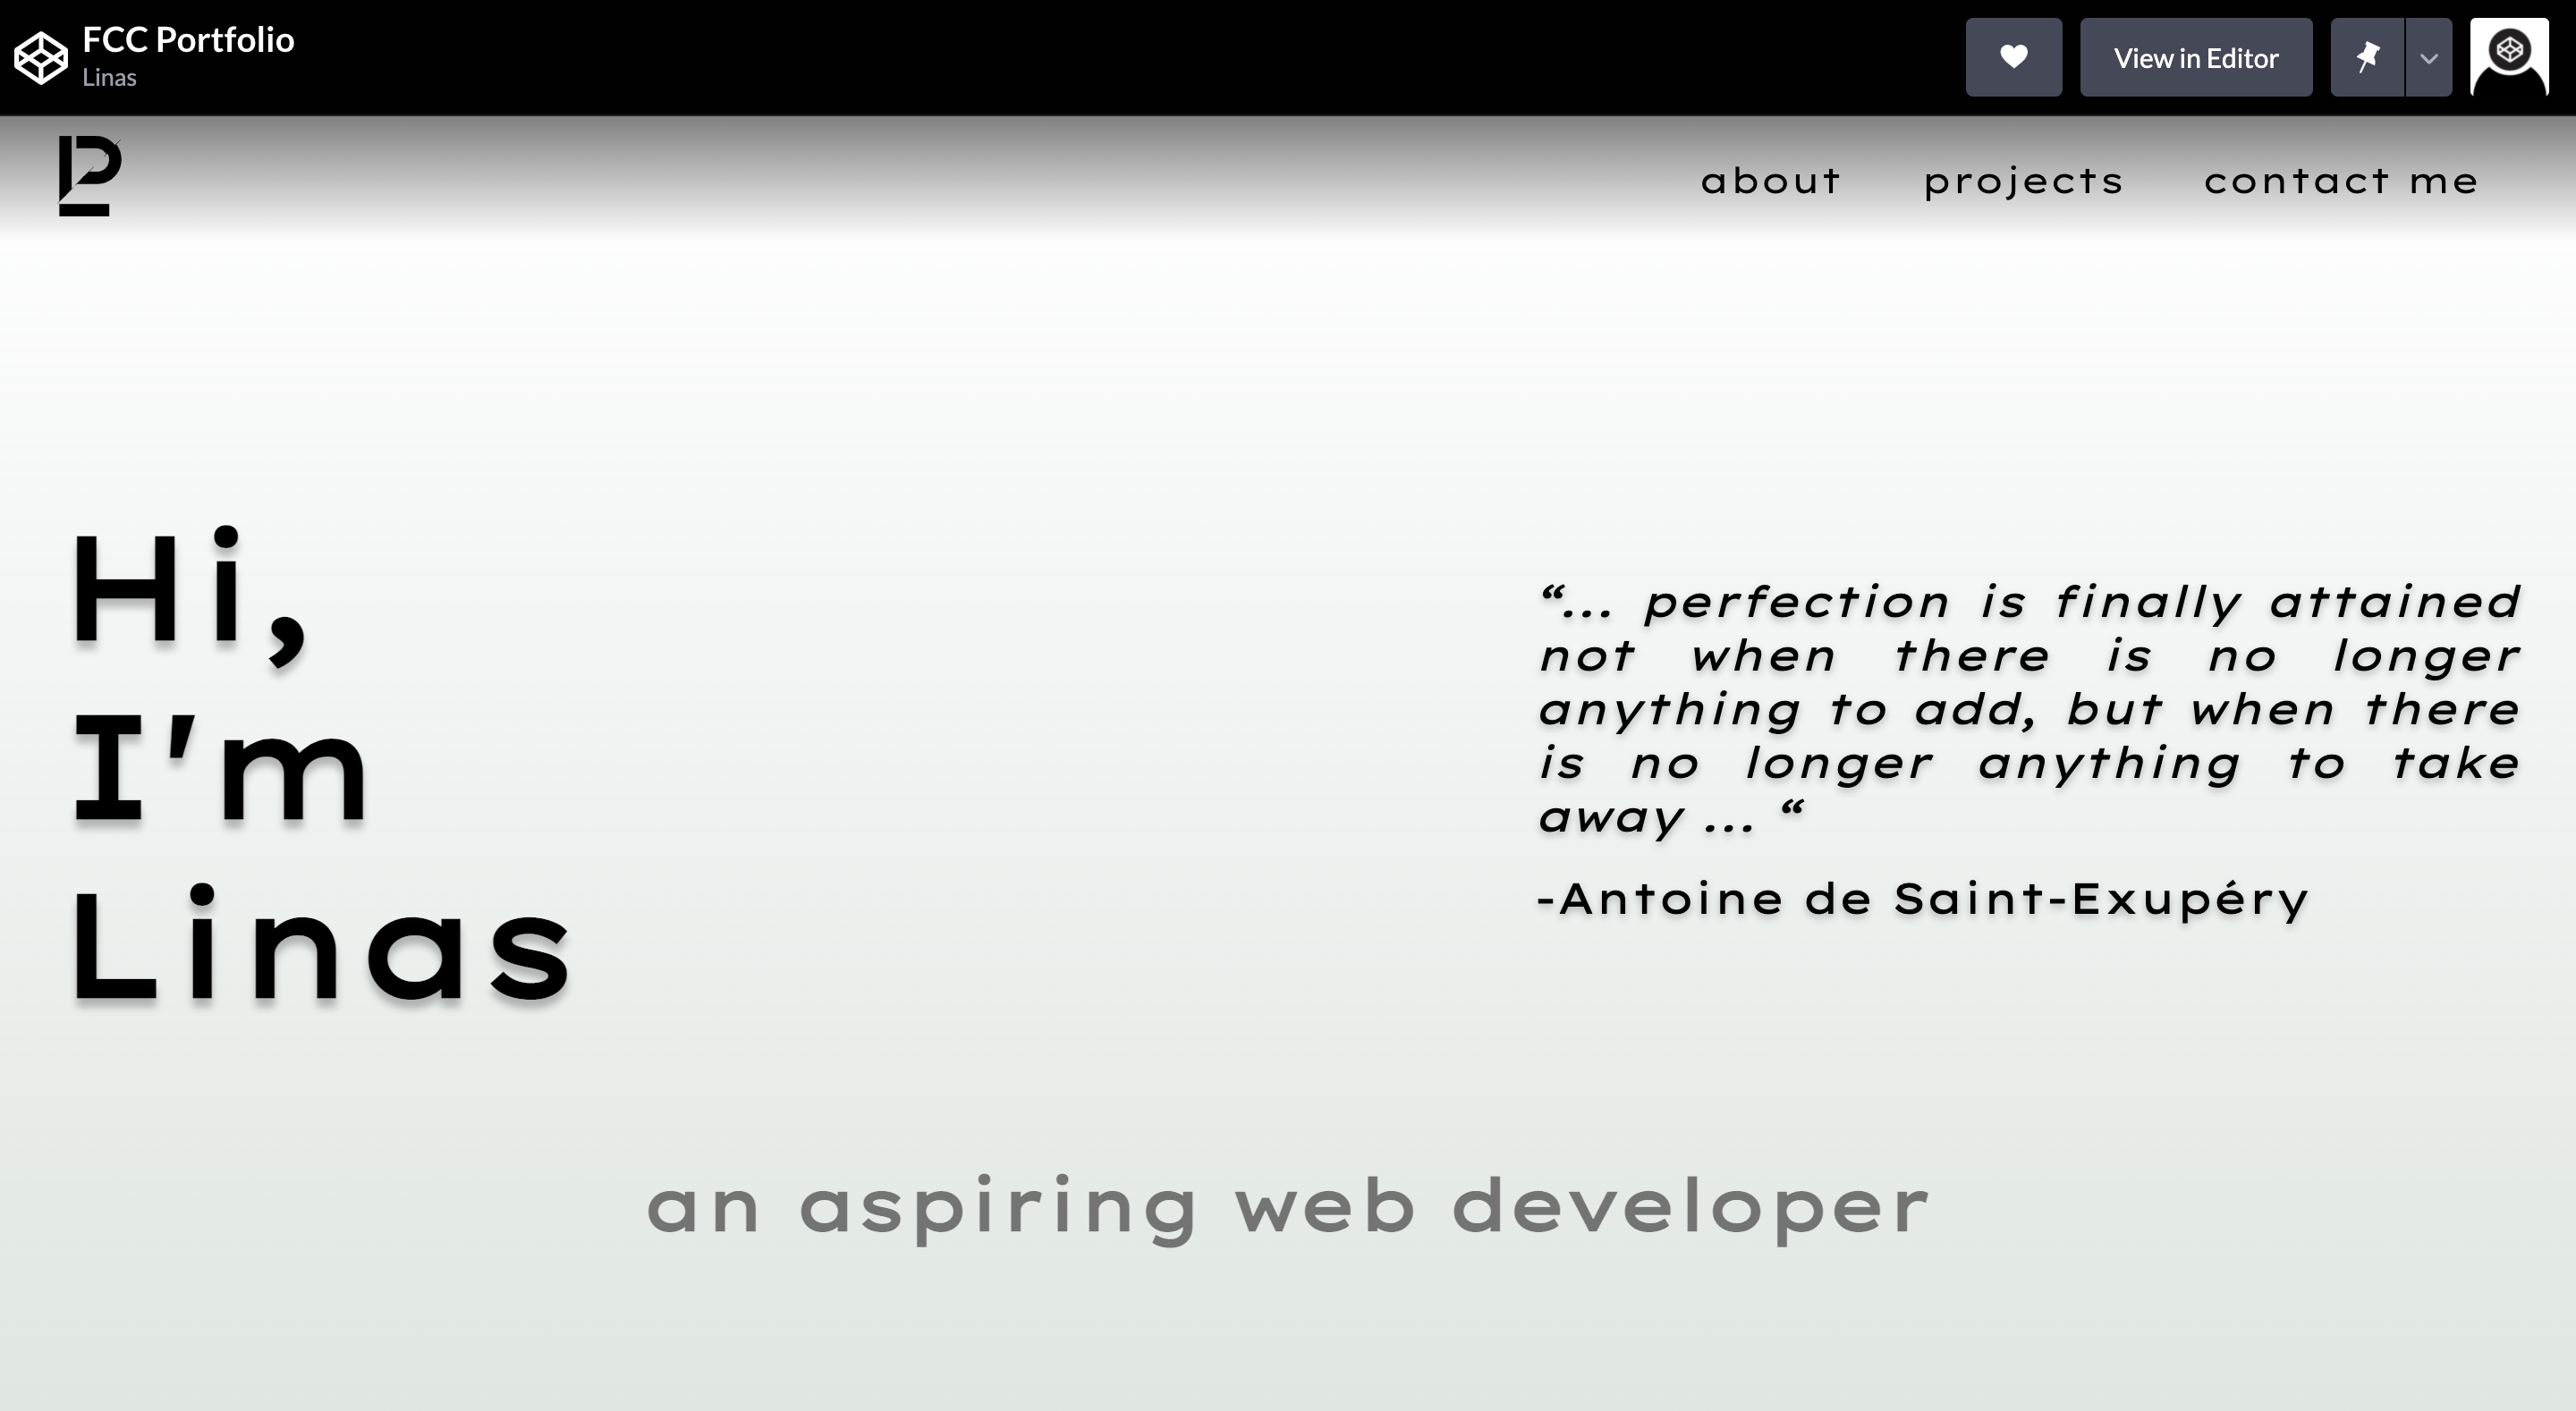 FCC Portfolio
Linas
View in Editor
about projects contact me
Hi,
I'm
Linas
“... perfection is finally attained
not when there is no longer
anything to add, but when there
is no longer anything to take
away ... “
-Antoine de Saint-Exupéry
an aspiring web developer